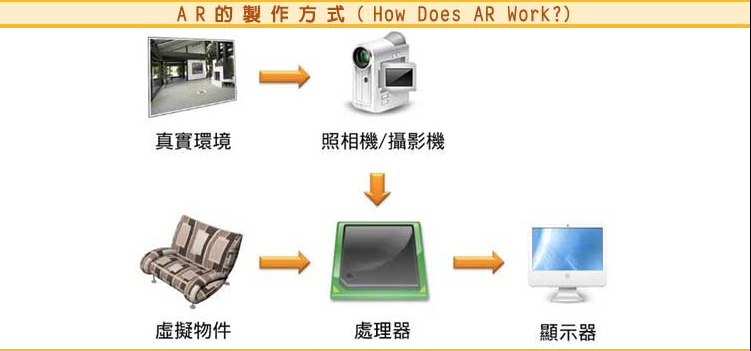 AR的製作方式(How Does AR Work?)
真實環境
照相機/攝影機
虛擬物件
處理器
顯示器